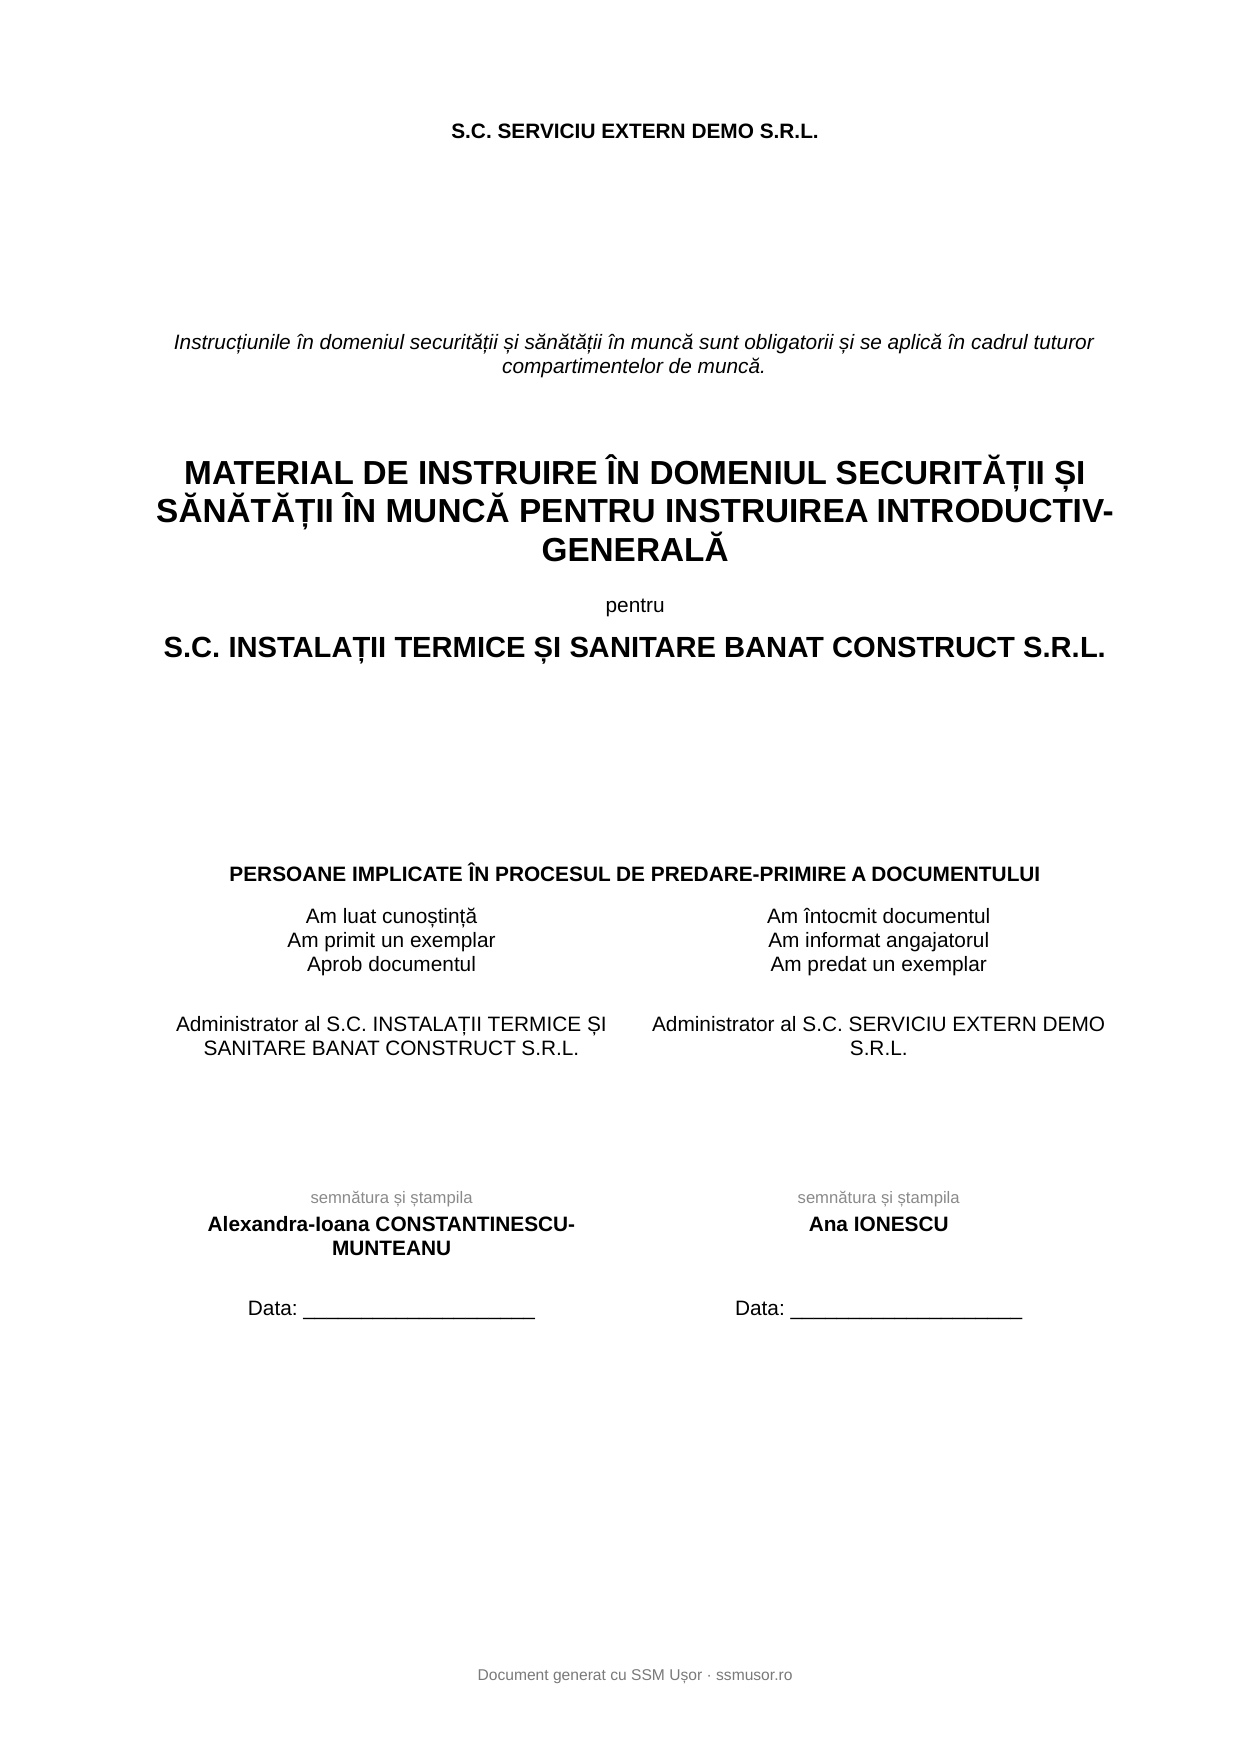 S.C. SERVICIU EXTERN DEMO S.R.L.
Instrucțiunile în domeniul securității și sănătății în muncă sunt obligatorii și se aplică în cadrul tuturor
compartimentelor de muncă.
MATERIAL DE INSTRUIRE ÎN DOMENIUL SECURITĂȚII ȘI
SĂNĂTĂȚII ÎN MUNCĂ PENTRU INSTRUIREA INTRODUCTIV-
GENERALĂ
pentru
S.C. INSTALAȚII TERMICE ȘI SANITARE BANAT CONSTRUCT S.R.L.
PERSOANE IMPLICATE ÎN PROCESUL DE PREDARE-PRIMIRE A DOCUMENTULUI
Am luat cunoștință
Am primit un exemplar
Aprob documentul
Administrator al S.C. INSTALAȚII TERMICE ȘI
SANITARE BANAT CONSTRUCT S.R.L.
semnătura și ștampila
Alexandra-Ioana CONSTANTINESCU-
MUNTEANU
Data: ____________________
Am întocmit documentul
Am informat angajatorul
Am predat un exemplar
Administrator al S.C. SERVICIU EXTERN DEMO
S.R.L.
semnătura și ștampila
Ana IONESCU
Data: ____________________
Document generat cu SSM Ușor · ssmusor.ro